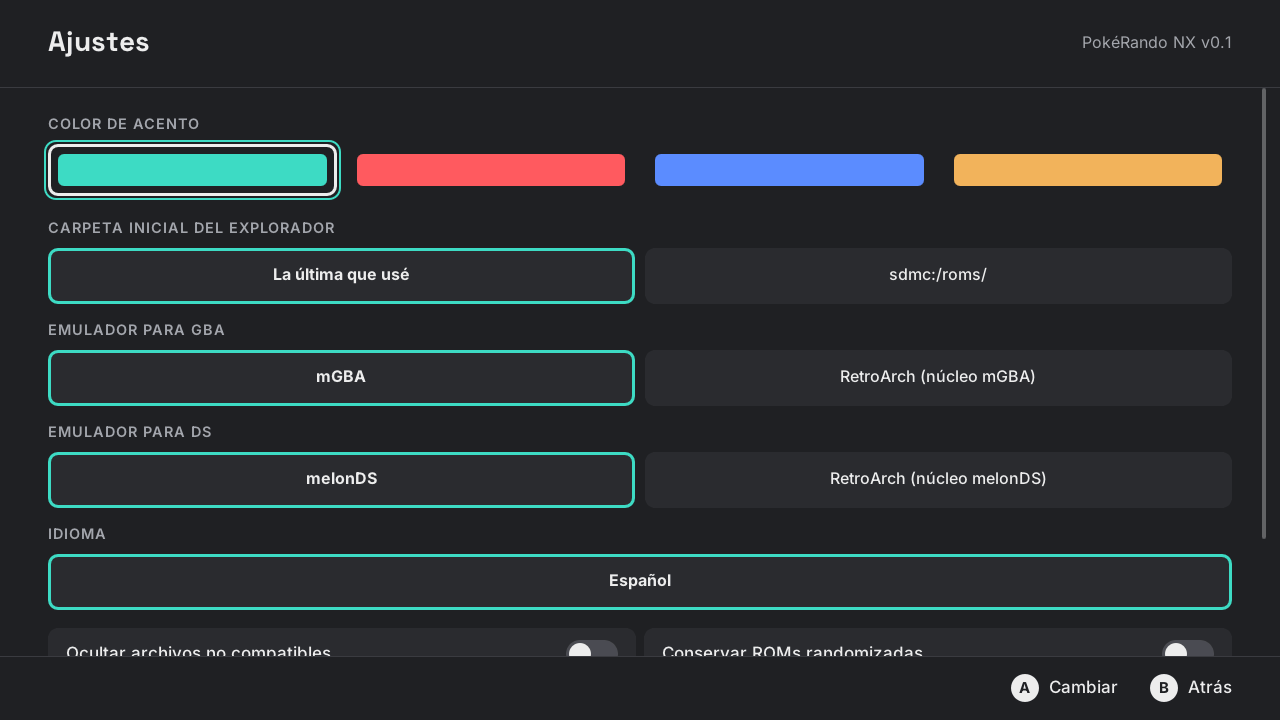 Ajustes
PokéRando NX v0.1
COLOR DE ACENTO
CARPETA INICIAL DEL EXPLORADOR
La última que usé
sdmc:/roms/
EMULADOR PARA GBA
mGBA
RetroArch (núcleo mGBA)
EMULADOR PARA DS
melonDS
RetroArch (núcleo melonDS)
IDIOMA
Español
Ocultar archivos no compatibles
Conservar ROMs randomizadas
A Cambiar
B Atrás